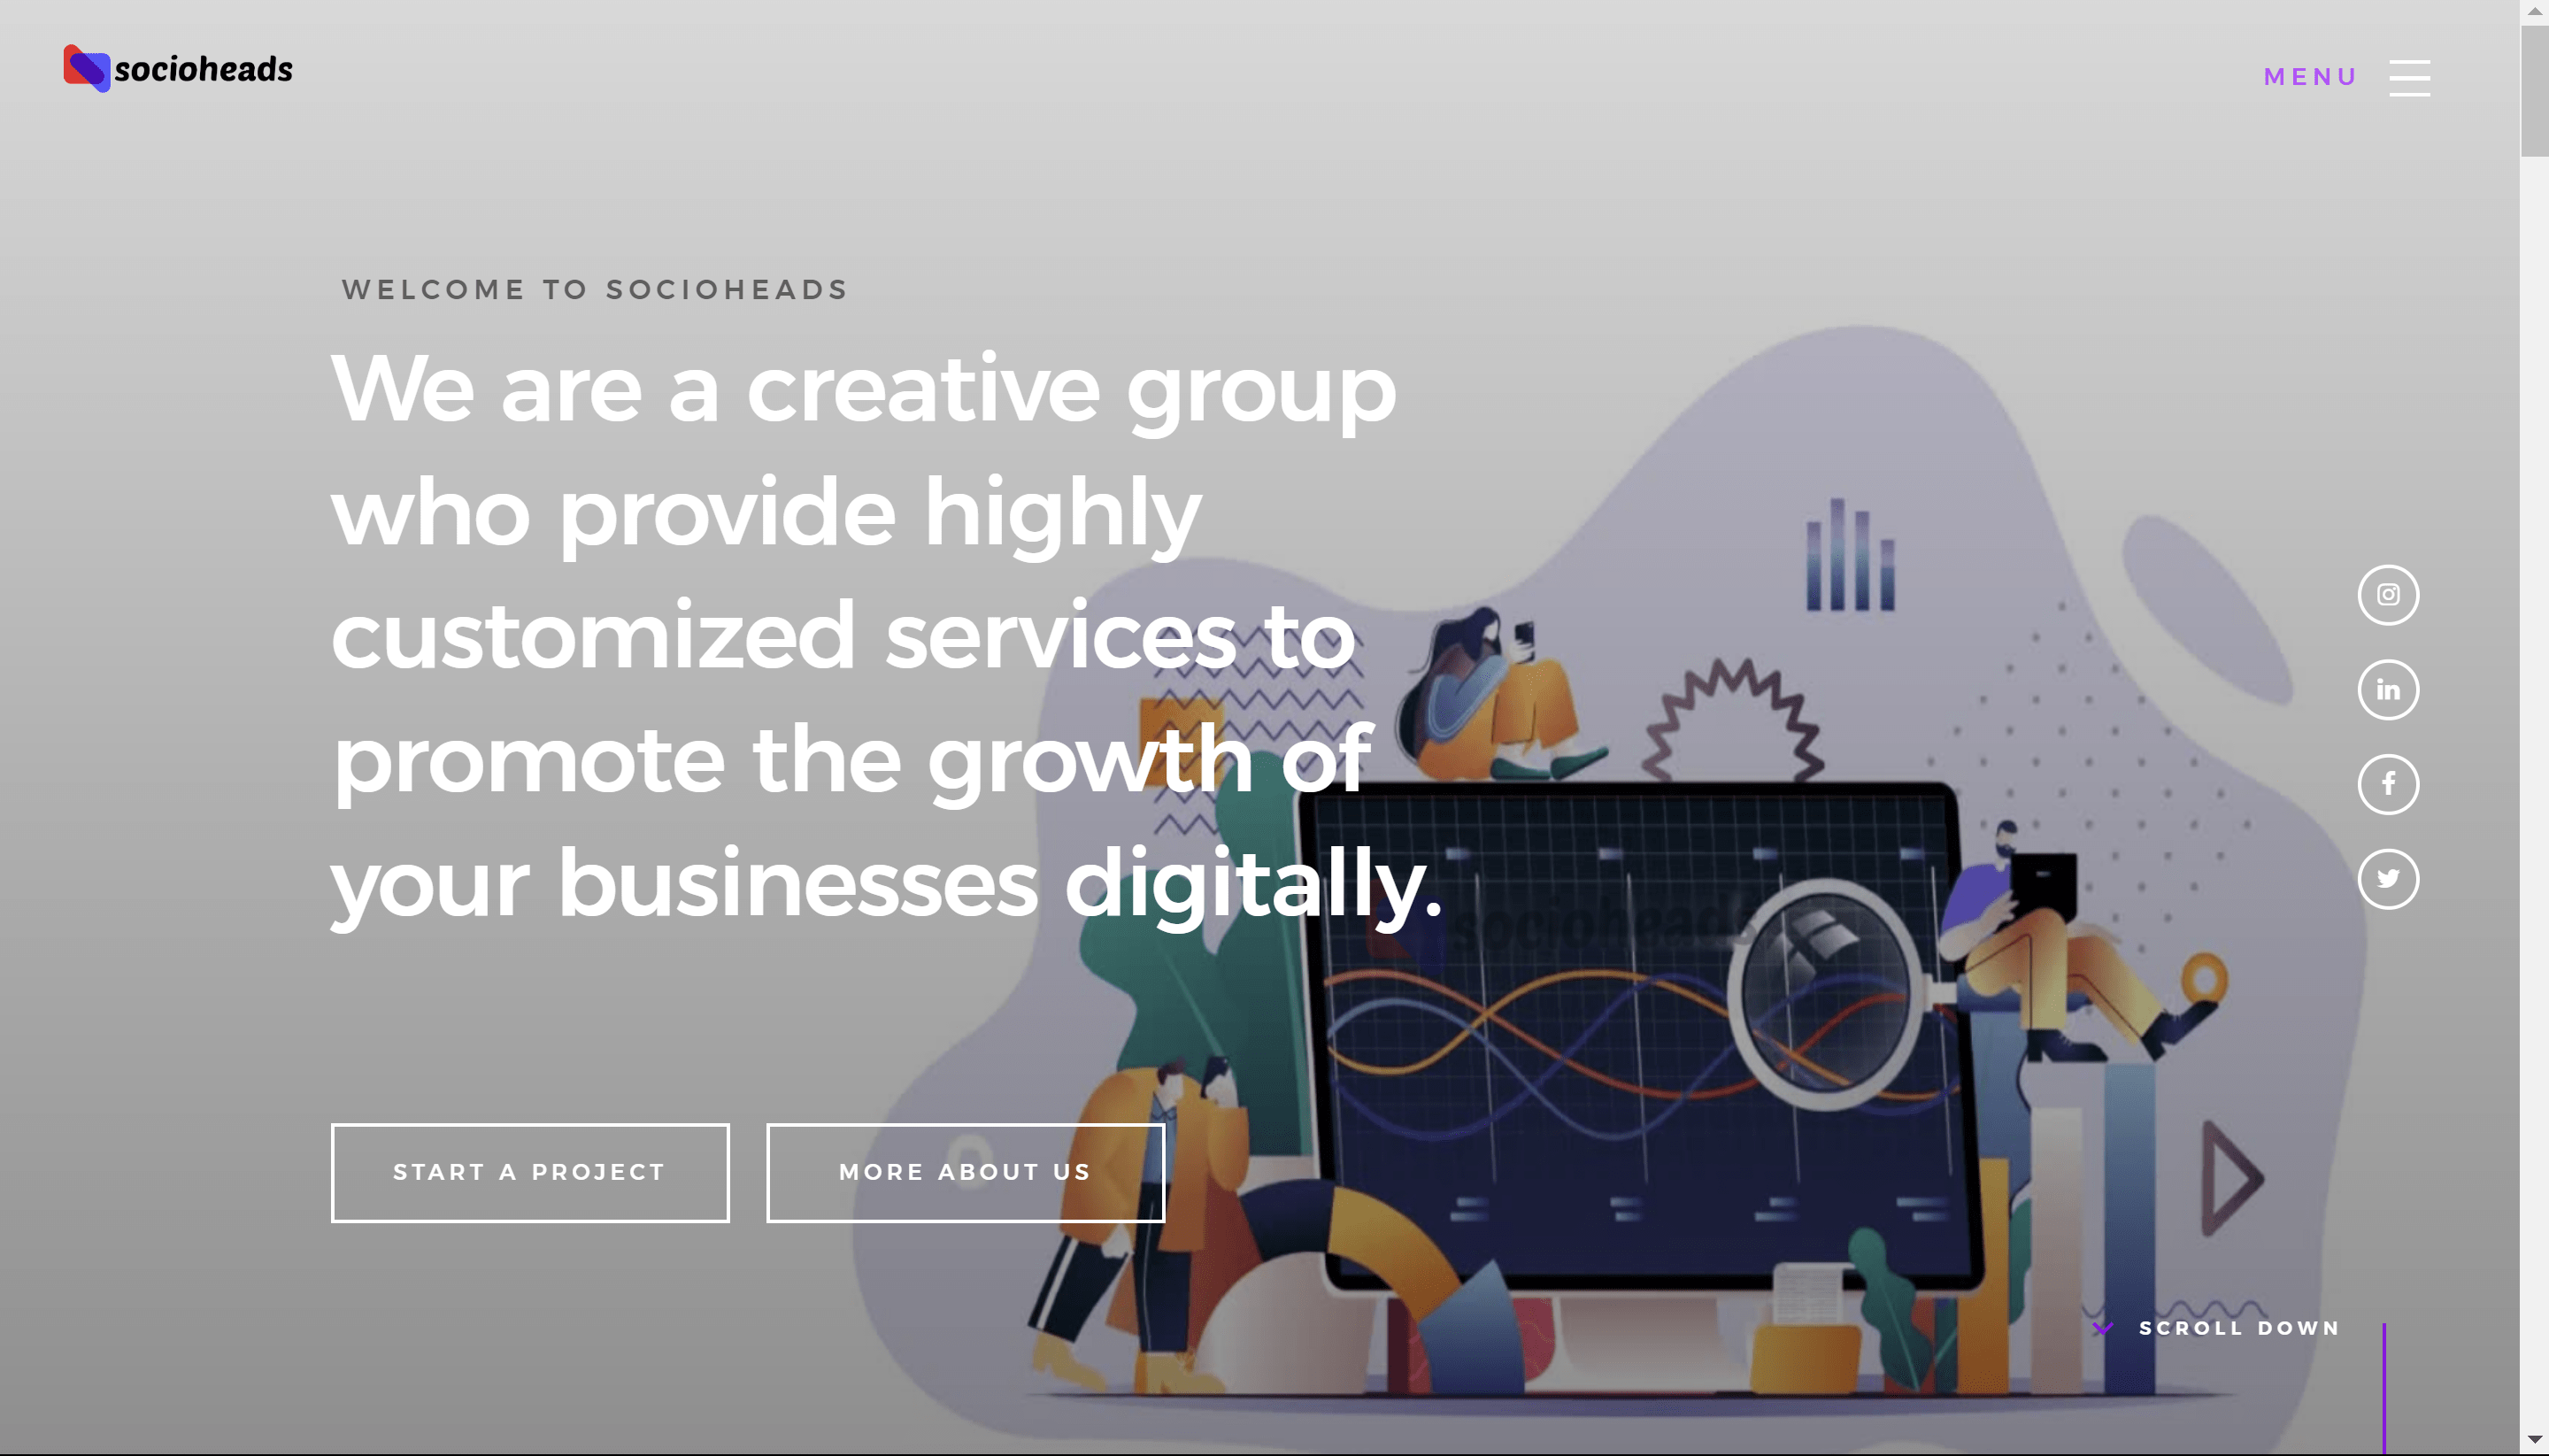 socioheads
MENU
WELCOME TO SOCIOHEADS
We are a creative group
who provide highly
customized services to
promote the growth of
your businesses digitally.
socioheads
START A PROJECT
MORE ABOUT US
SCROLL DOWN